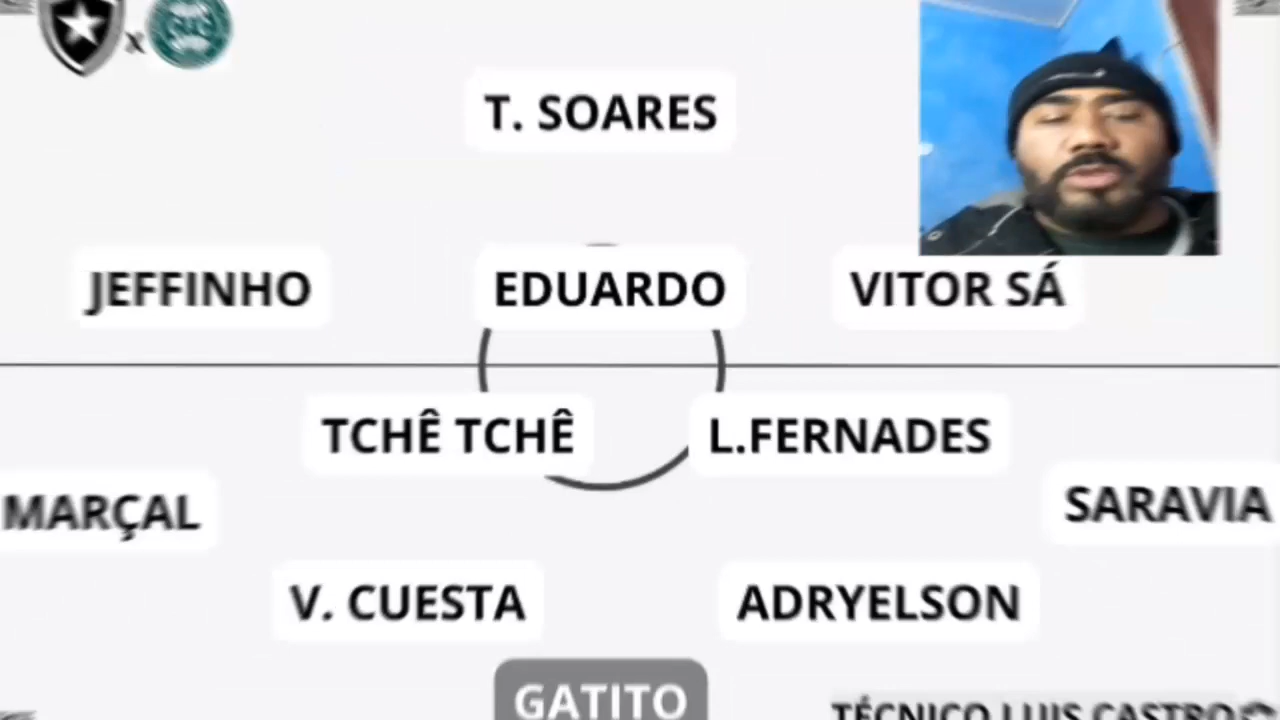 x
T. SOARES
JEFFINHO
EDUARDO
VITOR SÁ
TCHÊ TCHÊ
L.FERNADES
MARÇAL
SARAVIA
V. CUESTA
ADRYELSON
GATITO
TÉCNICO LUIS CASTRO